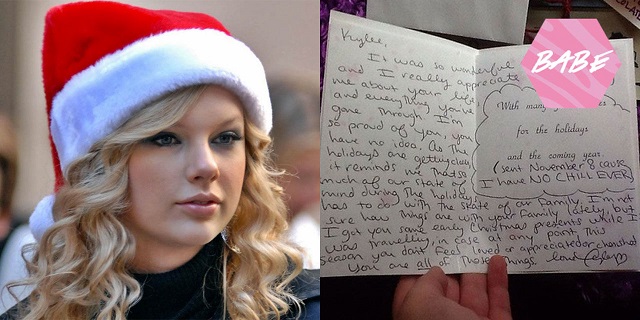 Kyylee,
It was so wonderful
and I really appreciate
me about your life
and everything you've
gone through. I'm
so proud of you, you
have no idea. As the
holidays are getting closer,
it reminds me that so
much of our state of
mind during the holidays
has to do with the state of our family. I'm not
sure how things are with your family lately, but
I got you some early Christmas presents while I
was travelling, in case at any point, this
season you don't feel loved or appreciated or cherished
You are all of those things. love
BABE
With many
for the holidays
and the coming year
(sent November 8 cause
I have NO CHILL EVER)